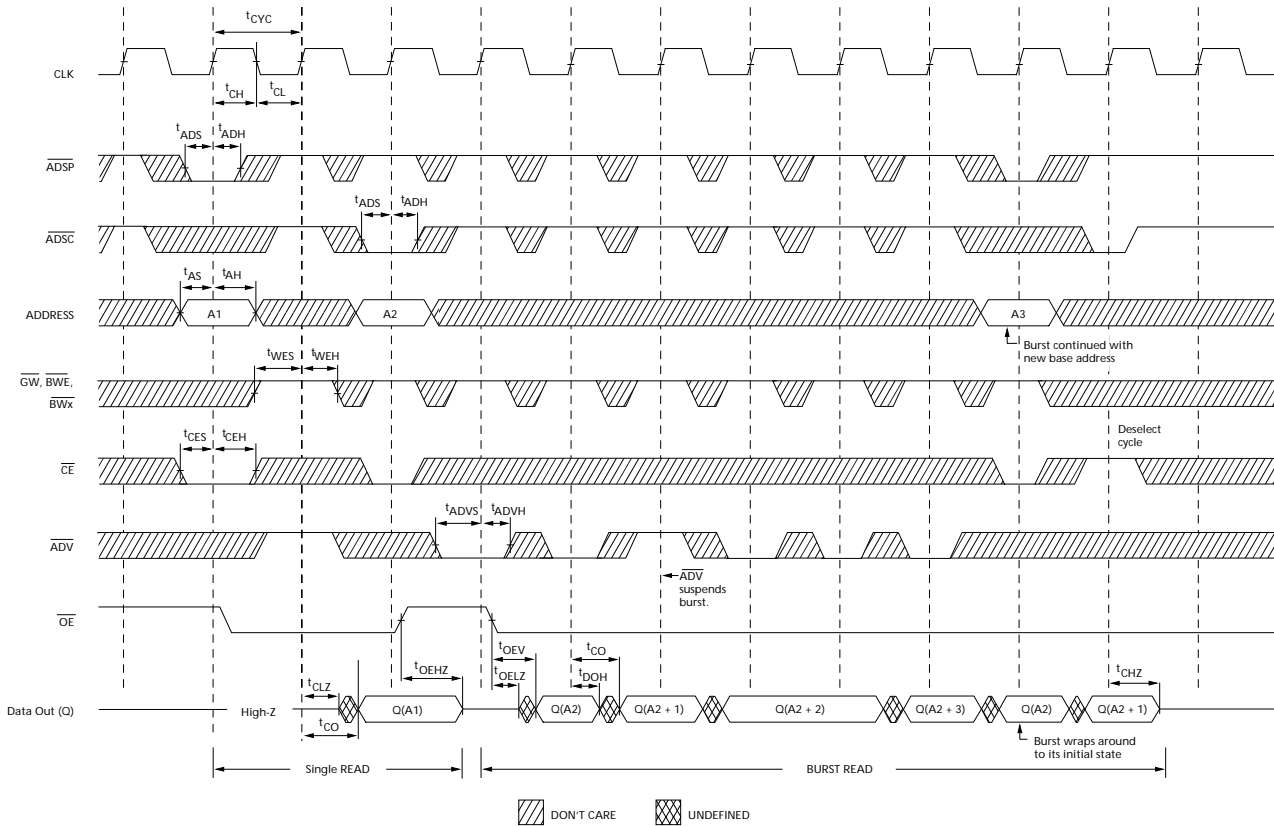 tCYC
CLK
tCH
tCL
tADS
tADH
ADSP
tADS
tADH
ADSC
tAS
tAH
ADDRESS
A1
A2
A3
Burst continued with
new base address
tWES
tWEH
GW, BWE,
BWx
tCES
tCEH
Deselect
cycle
CE
tADVS
tADVH
ADV
ADV
suspends
burst.
OE
tOEHZ
tOEV
tOELZ
tCO
tDOH
tCHZ
tCLZ
Data Out (Q)
High-Z
Q(A1)
Q(A2)
Q(A2 + 1)
Q(A2 + 2)
Q(A2 + 3)
Q(A2)
Q(A2 + 1)
tCO
Burst wraps around
to its initial state
Single READ
BURST READ
DON'T CARE
UNDEFINED